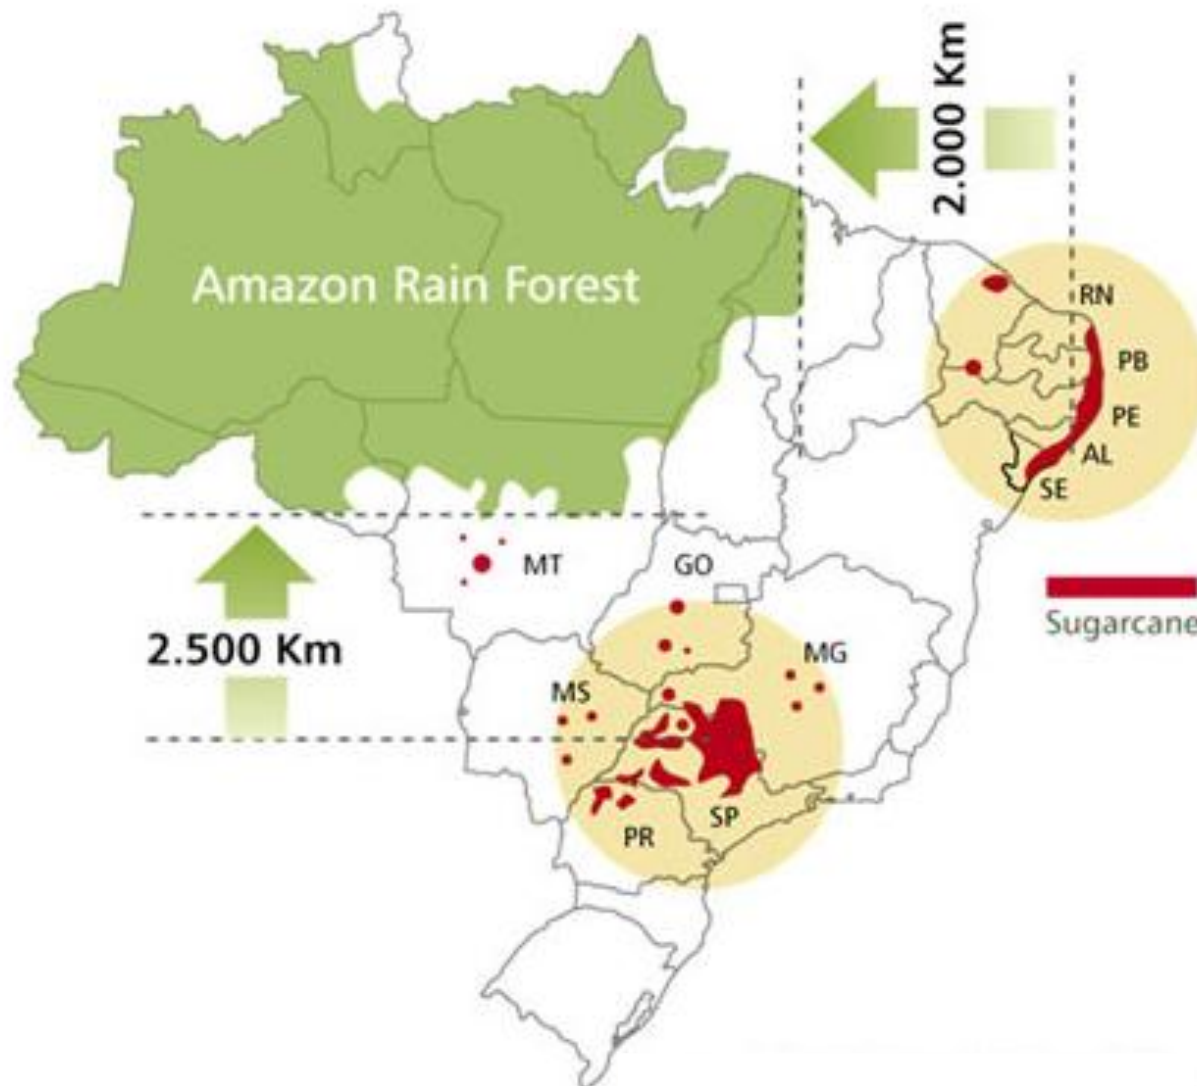 2.000 Km
Amazon Rain Forest
RN
PB
PE
AL
SE
MT
GO
Sugarcane
2.500 Km
MG
MS
SP
PR